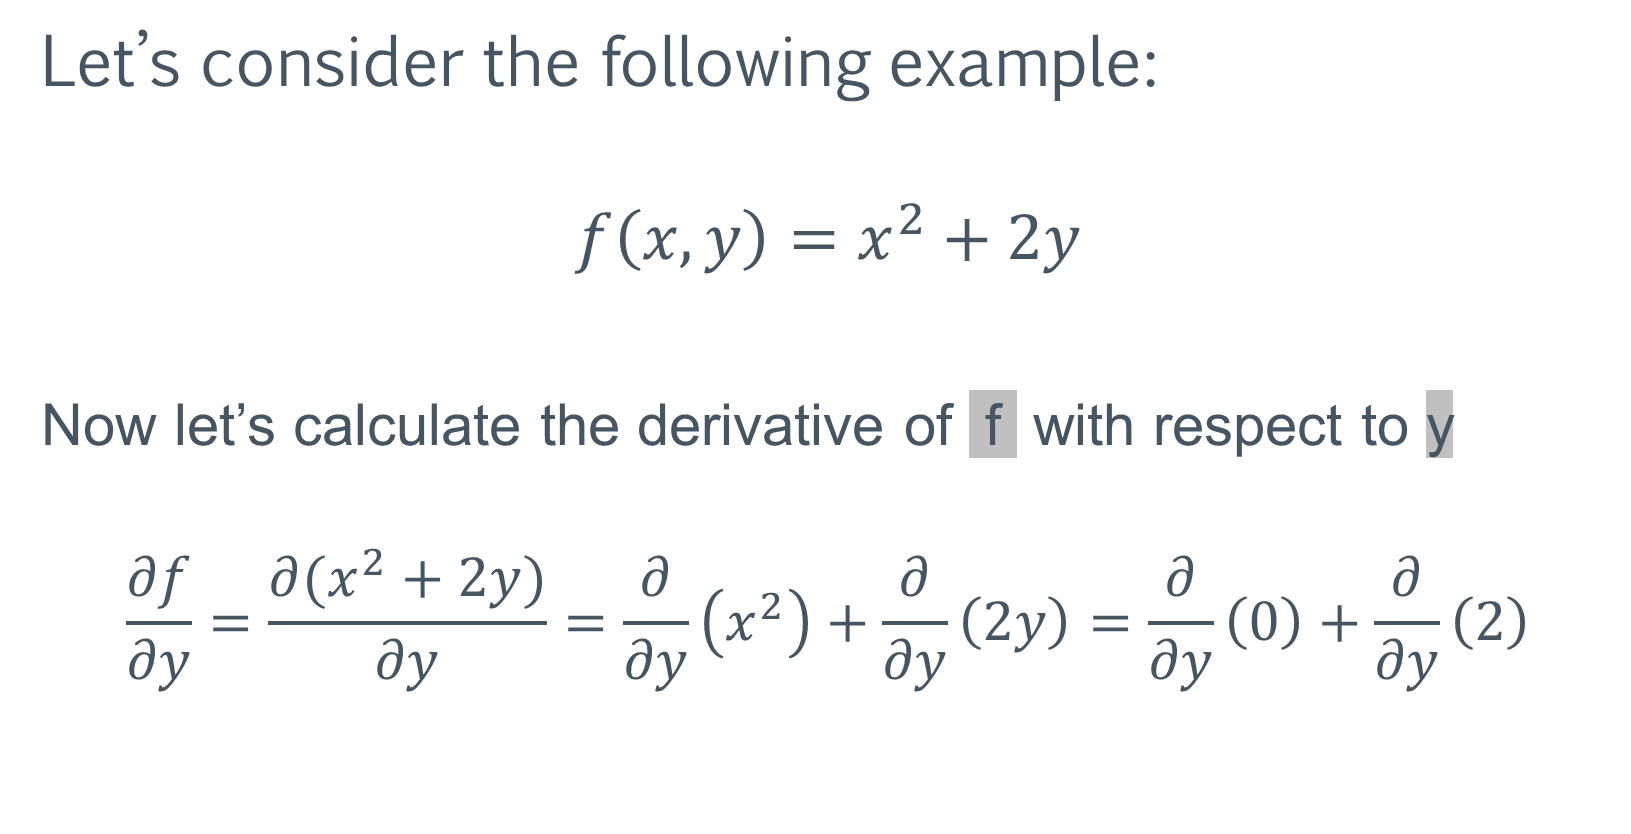 Let’s consider the following example:
f(x, y) = x² + 2y
Now let’s calculate the derivative of f with respect to y
∂f/∂y = ∂(x² + 2y)/∂y = ∂/∂y (x²) + ∂/∂y (2y) = ∂/∂y (0) + ∂/∂y (2)